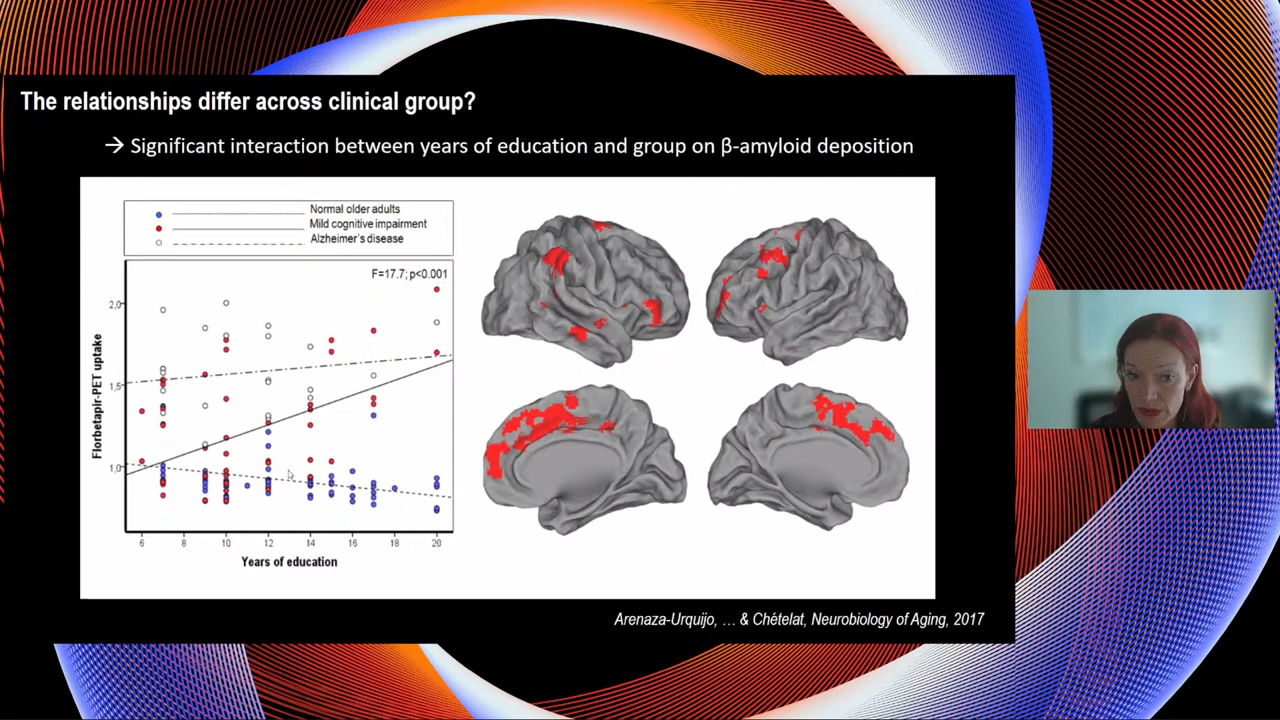 The relationships differ across clinical group?
→ Significant interaction between years of education and group on β-amyloid deposition
Normal older adults
Mild cognitive impairment
Alzheimer's disease
F=17.7; p<0.001
Florbetapir-PET uptake
2,0
1,5
1,0
6 8 10 12 14 16 18 20
Years of education
Arenaza-Urquijo, … & Chételat, Neurobiology of Aging, 2017